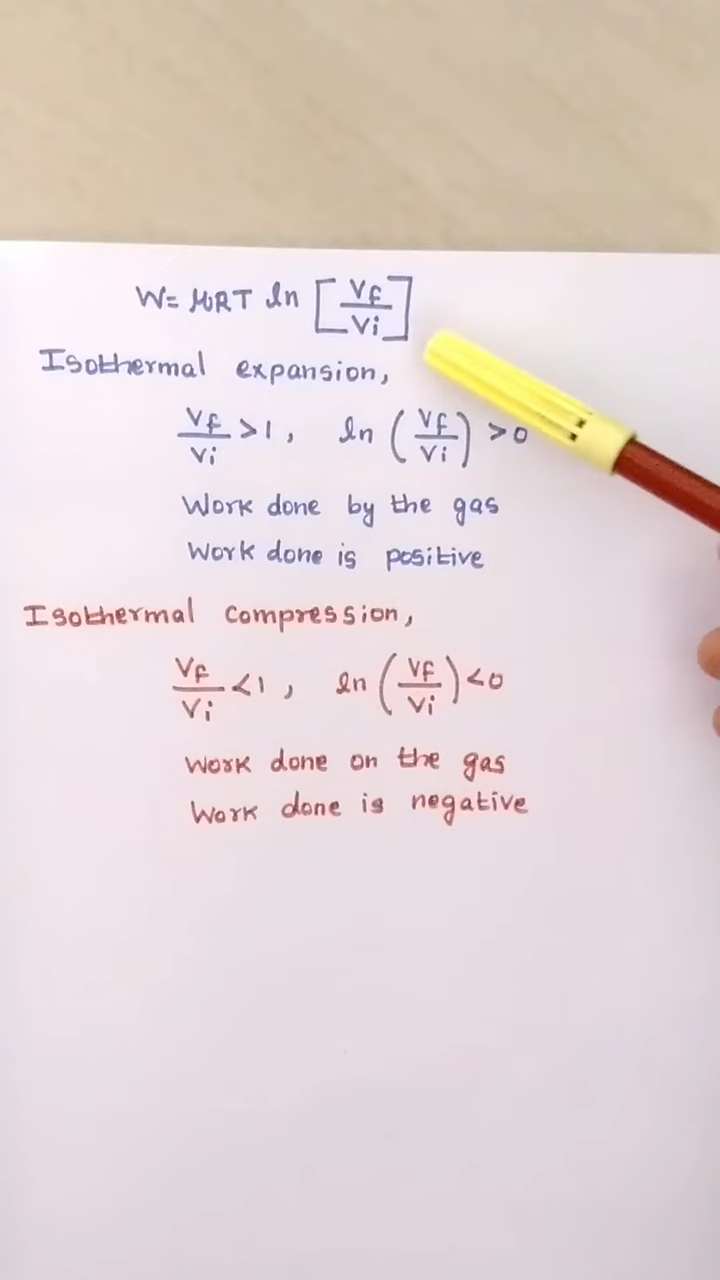 W= μRT ln [Vf/Vi]
Isothermal expansion,
Vf/Vi >1, ln (Vf/Vi) >0
Work done by the gas
Work done is positive
Isothermal compression,
Vf/Vi <1, ln (Vf/Vi) <0
Work done on the gas
Work done is negative